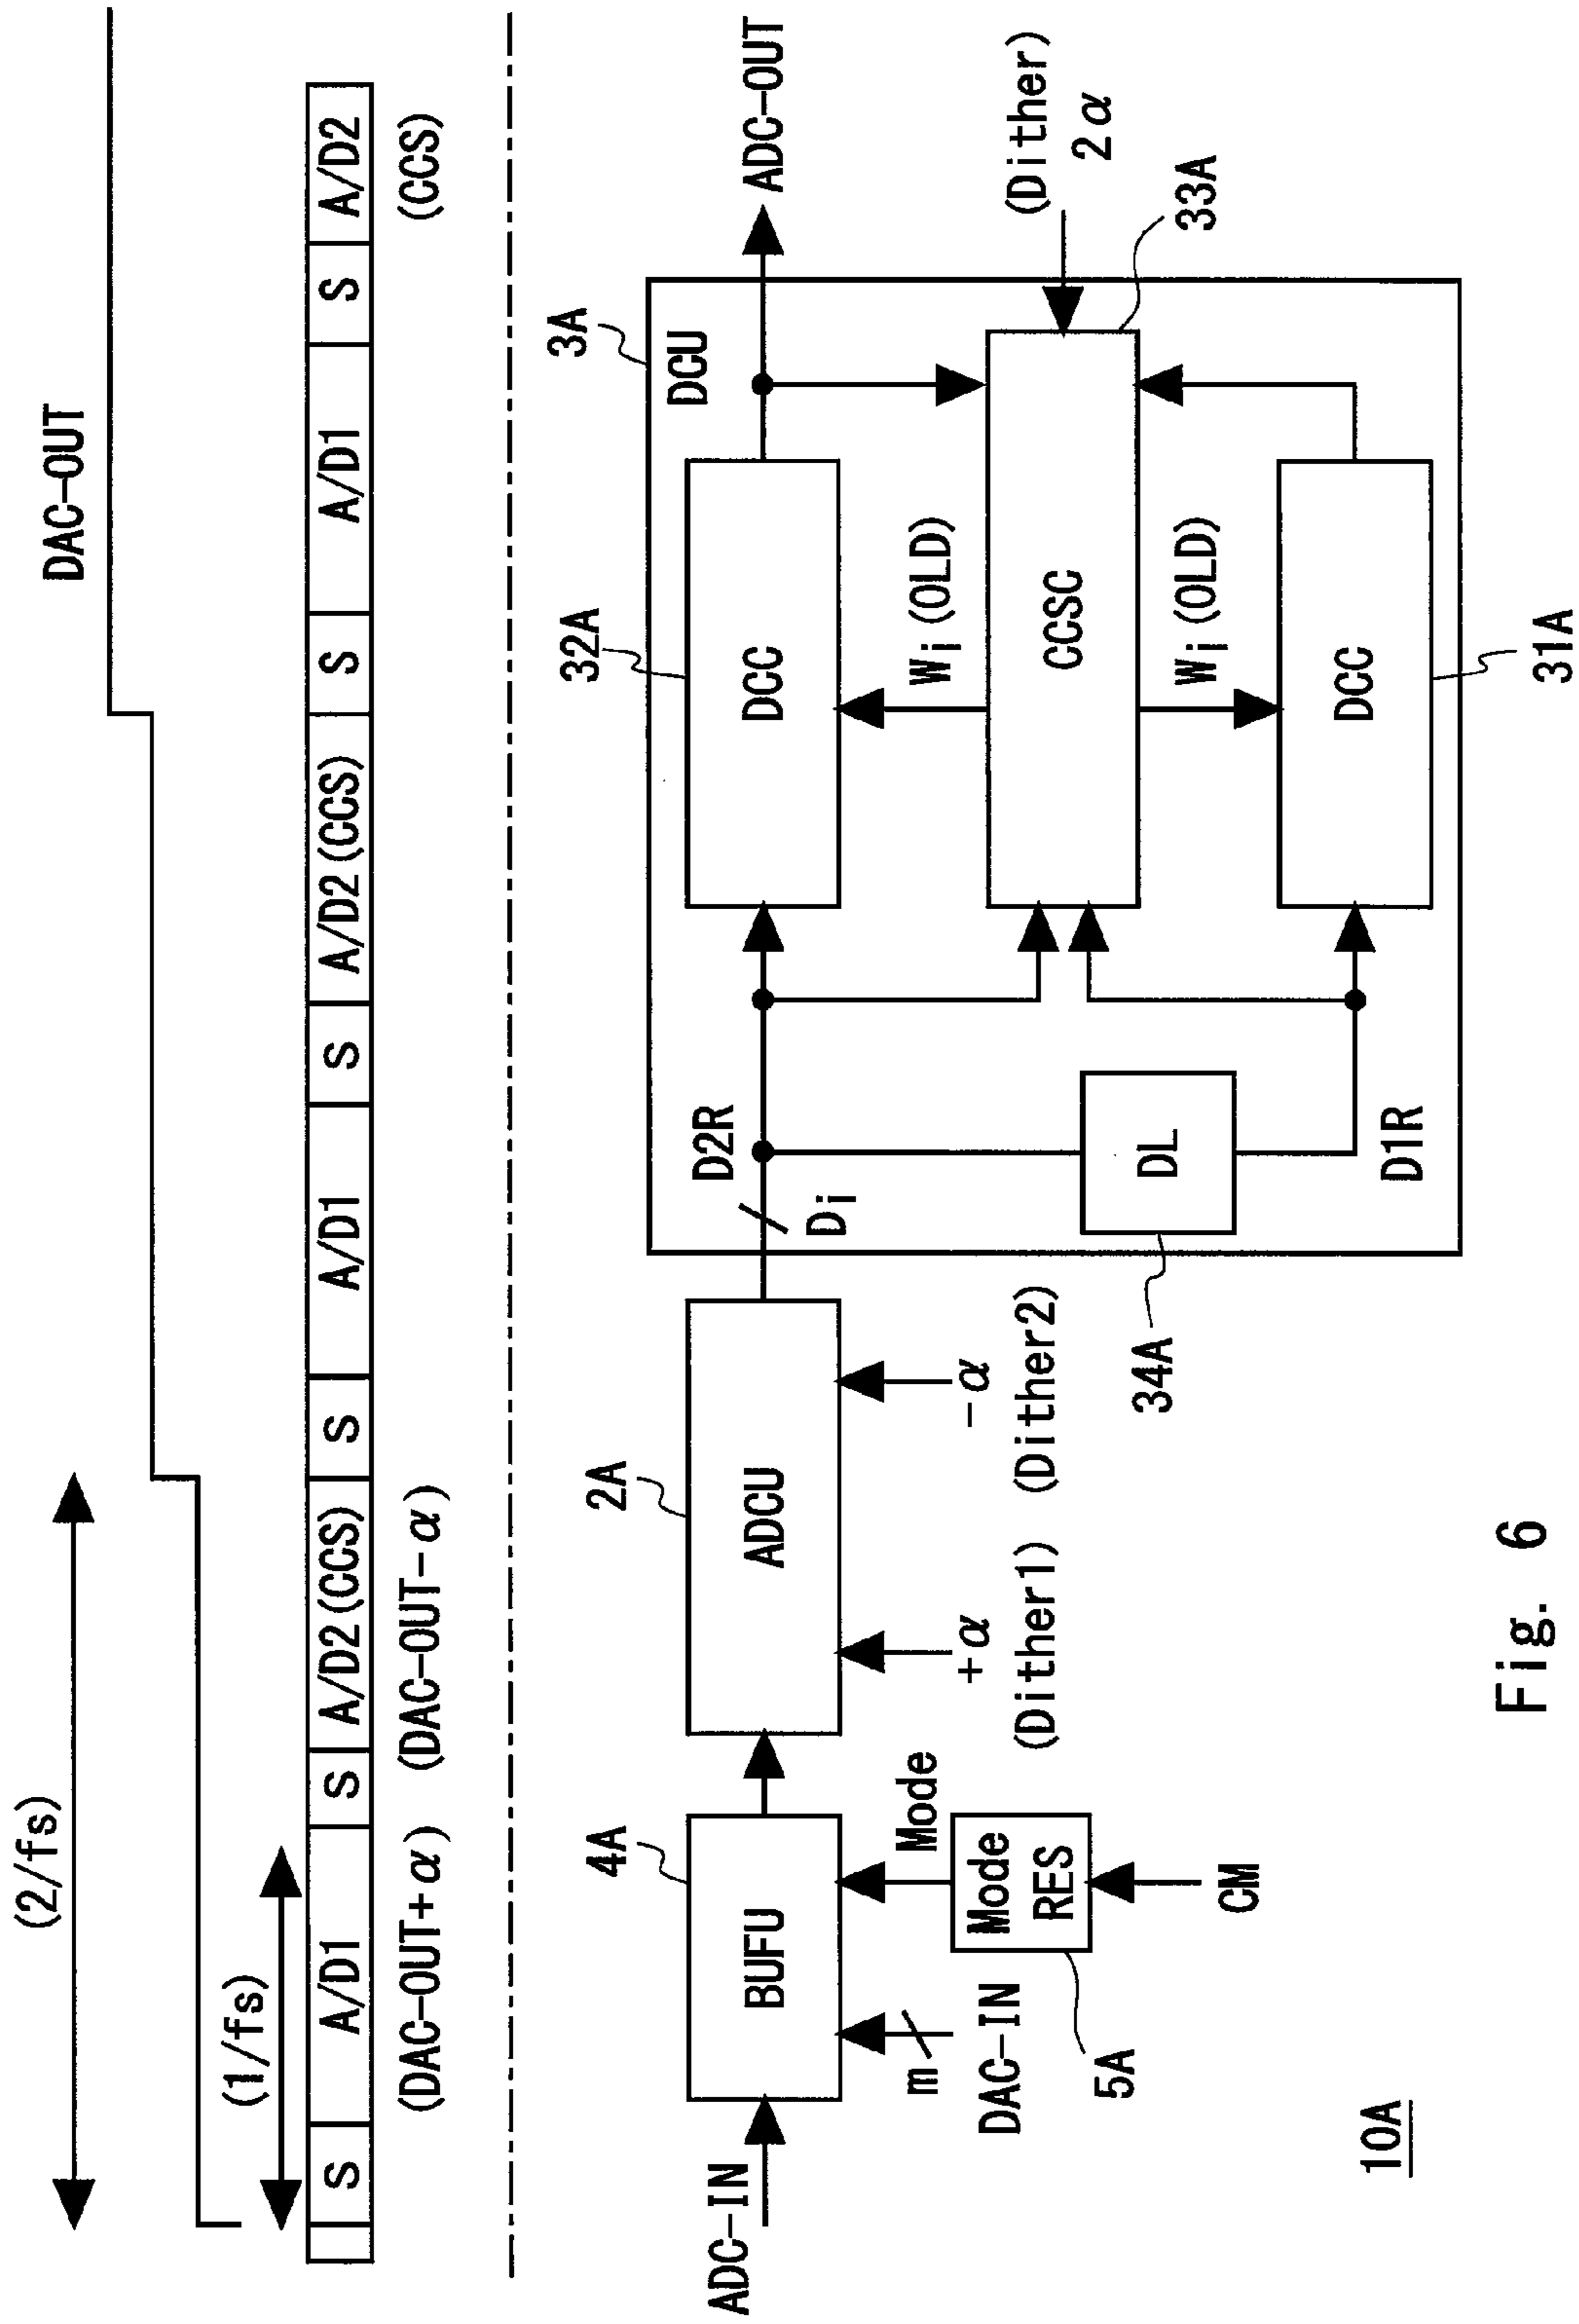 DAC-OUT
(2/fs)
(1/fs)
S
A/D1
S
A/D2(CCS)
S
A/D1
S
A/D2(CCS)
S
A/D1
S
A/D2
(DAC-OUT+α)
(DAC-OUT-α)
(CCS)
ADC-IN
BUFU
4A
m
DAC-IN
Mode
Mode
RES
5A
CM
ADCU
2A
+α
(Dither1)
-α
(Dither2)
3A
DCU
Di
D2R
DL
34A
D1R
DCC
32A
Wi(OLD)
CCSC
33A
Wi(OLD)
DCC
31A
ADC-OUT
(Dither)
2α
10A
Fig. 6